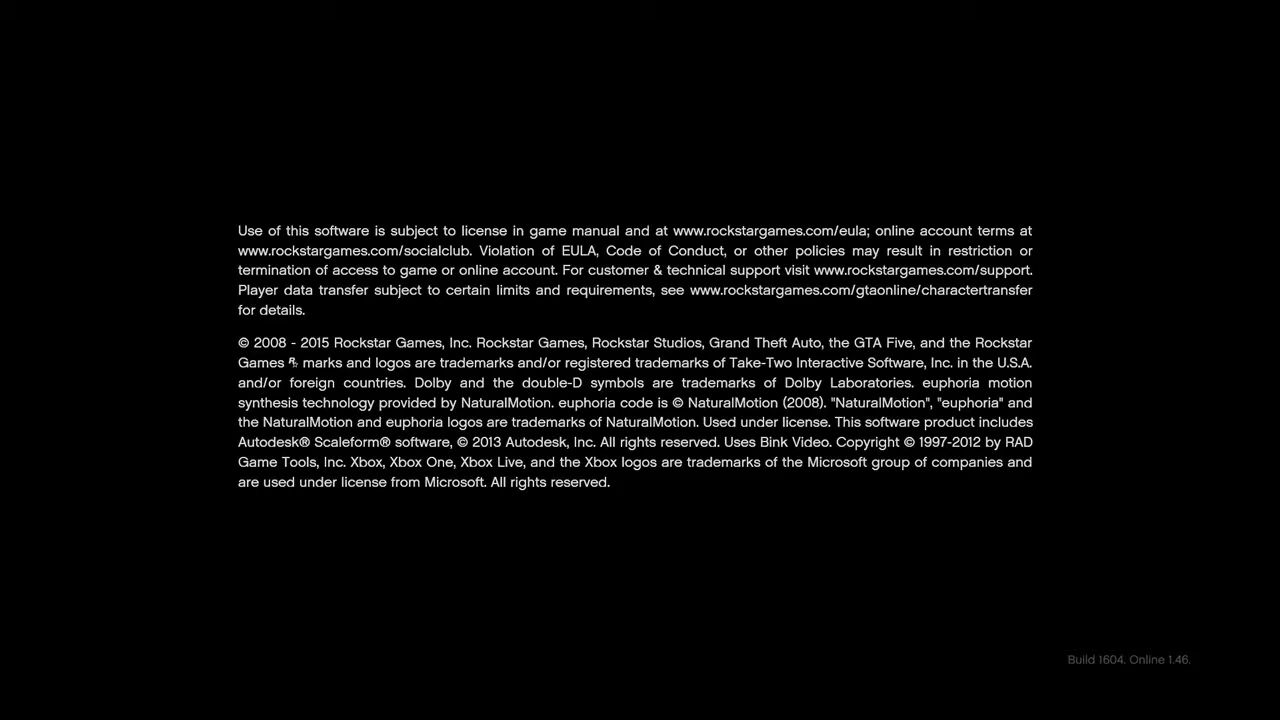 Use of this software is subject to license in game manual and at www.rockstargames.com/eula; online account terms at
www.rockstargames.com/socialclub. Violation of EULA, Code of Conduct, or other policies may result in restriction or
termination of access to game or online account. For customer & technical support visit www.rockstargames.com/support.
Player data transfer subject to certain limits and requirements, see www.rockstargames.com/gtaonline/charactertransfer
for details.
© 2008 - 2015 Rockstar Games, Inc. Rockstar Games, Rockstar Studios, Grand Theft Auto, the GTA Five, and the Rockstar
Games R* marks and logos are trademarks and/or registered trademarks of Take-Two Interactive Software, Inc. in the U.S.A.
and/or foreign countries. Dolby and the double-D symbols are trademarks of Dolby Laboratories. euphoria motion
synthesis technology provided by NaturalMotion. euphoria code is © NaturalMotion (2008). "NaturalMotion", "euphoria" and
the NaturalMotion and euphoria logos are trademarks of NaturalMotion. Used under license. This software product includes
Autodesk® Scaleform® software, © 2013 Autodesk, Inc. All rights reserved. Uses Bink Video. Copyright © 1997-2012 by RAD
Game Tools, Inc. Xbox, Xbox One, Xbox Live, and the Xbox logos are trademarks of the Microsoft group of companies and
are used under license from Microsoft. All rights reserved.
Build 1604. Online 1.46.